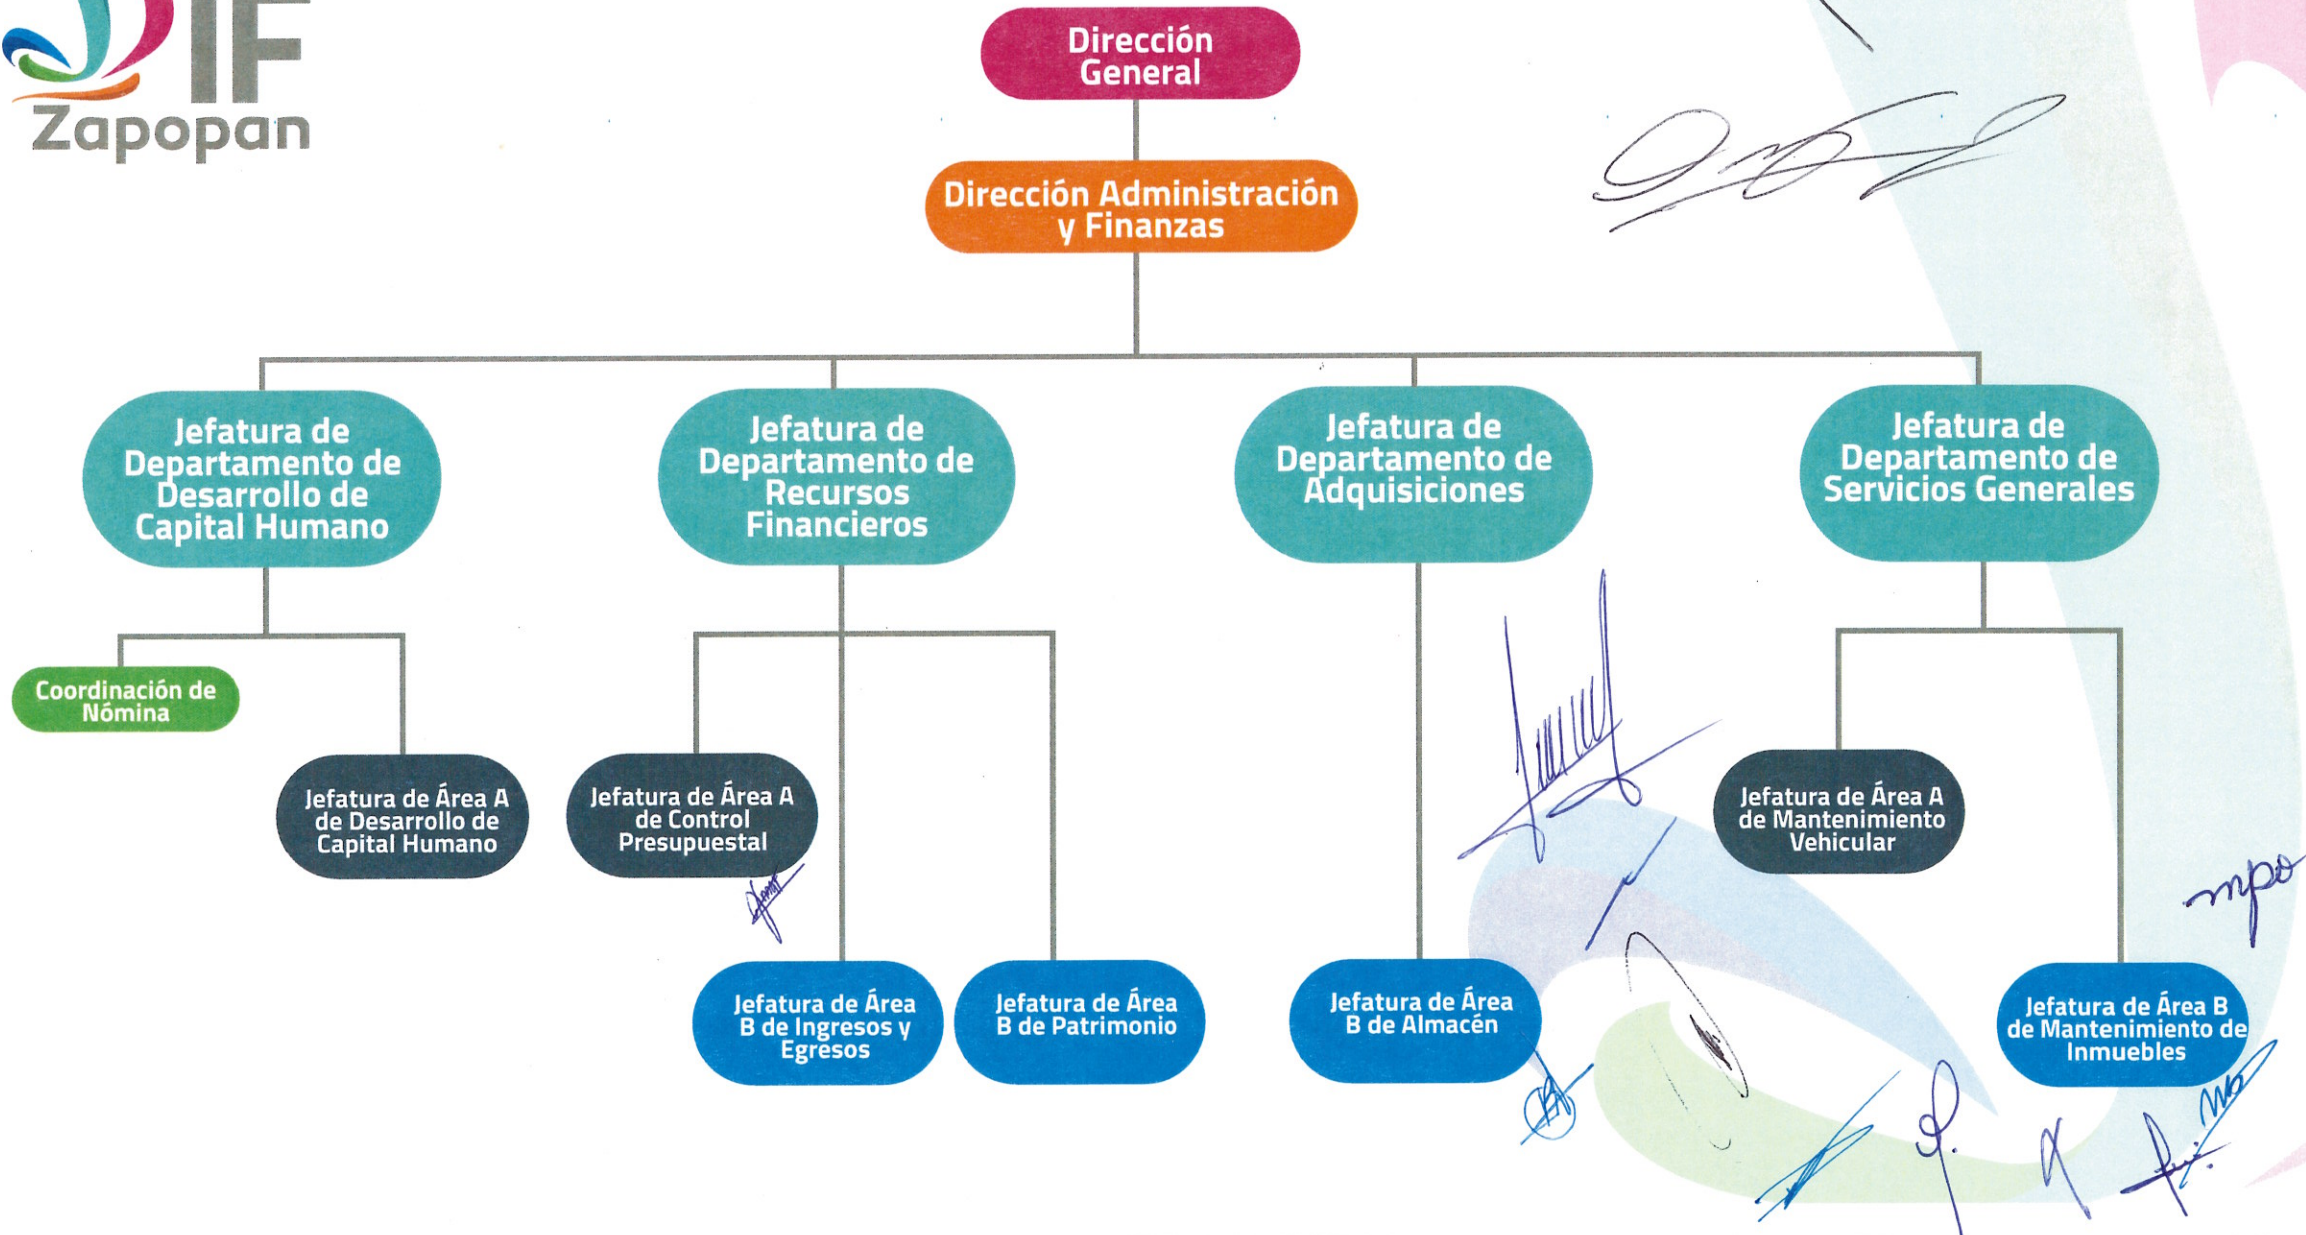 IF
Zapopan
Dirección
General
Dirección Administración
y Finanzas
Jefatura de
Departamento de
Desarrollo de
Capital Humano
Jefatura de
Departamento de
Recursos
Financieros
Jefatura de
Departamento de
Adquisiciones
Jefatura de
Departamento de
Servicios Generales
Coordinación de
Nómina
Jefatura de Área A
de Desarrollo de
Capital Humano
Jefatura de Área A
de Control
Presupuestal
Jefatura de Área A
de Mantenimiento
Vehicular
mpo
Jefatura de Área
B de Ingresos y
Egresos
Jefatura de Área
B de Patrimonio
Jefatura de Área
B de Almacén
Jefatura de Área B
de Mantenimiento de
Inmuebles